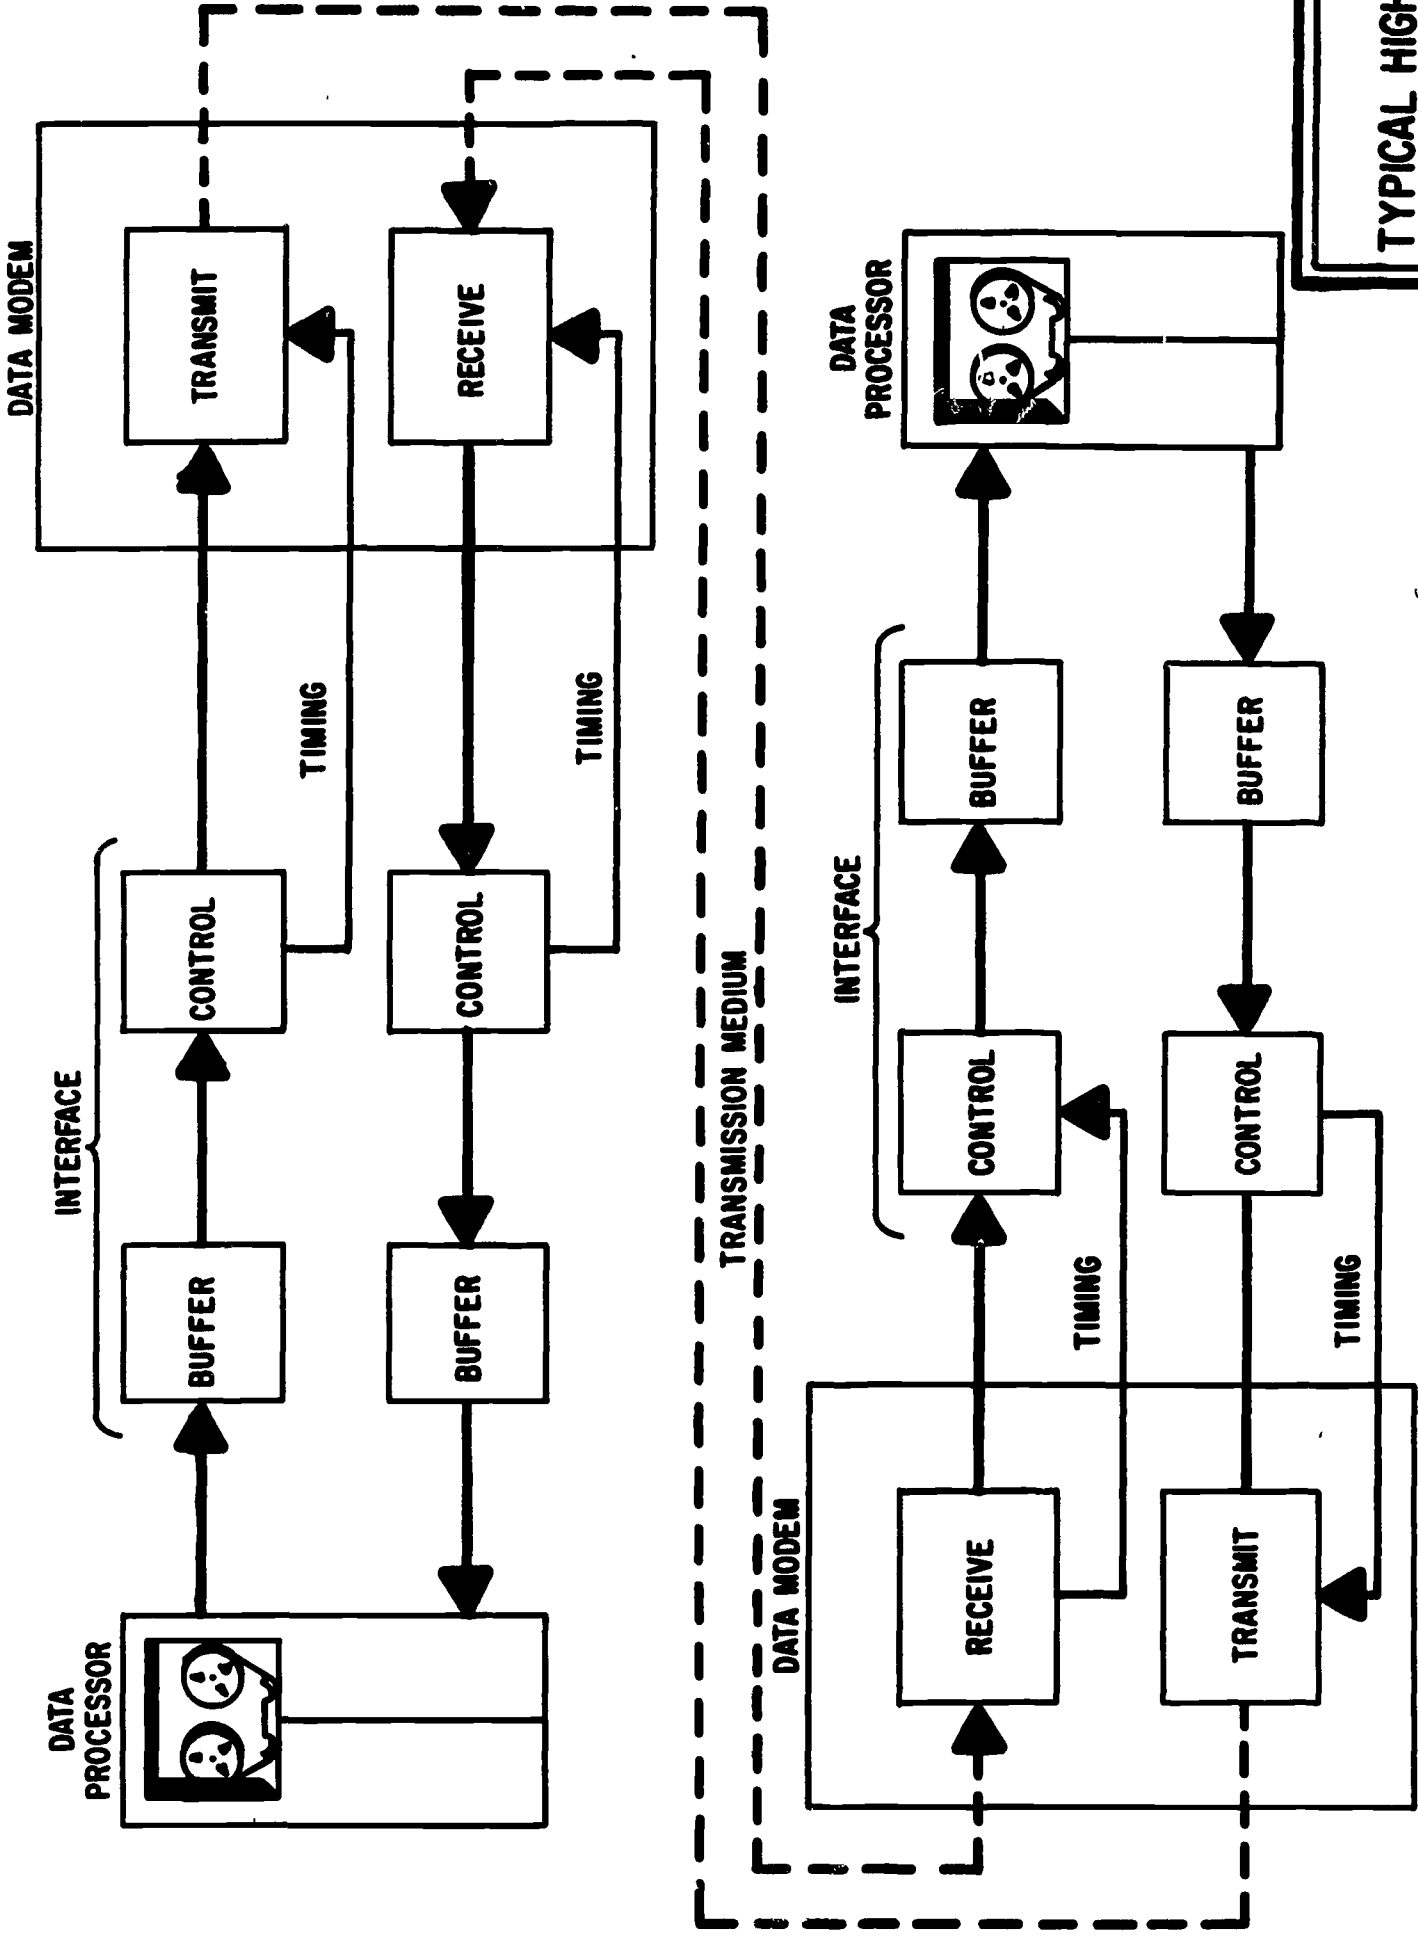 DATA MODEM
INTERFACE
DATA
PROCESSOR
BUFFER
CONTROL
TRANSMIT
TIMING
BUFFER
CONTROL
RECEIVE
TIMING
TRANSMISSION MEDIUM
DATA MODEM
INTERFACE
DATA
PROCESSOR
RECEIVE
CONTROL
BUFFER
TIMING
TRANSMIT
CONTROL
BUFFER
TIMING
TYPICAL HIGH